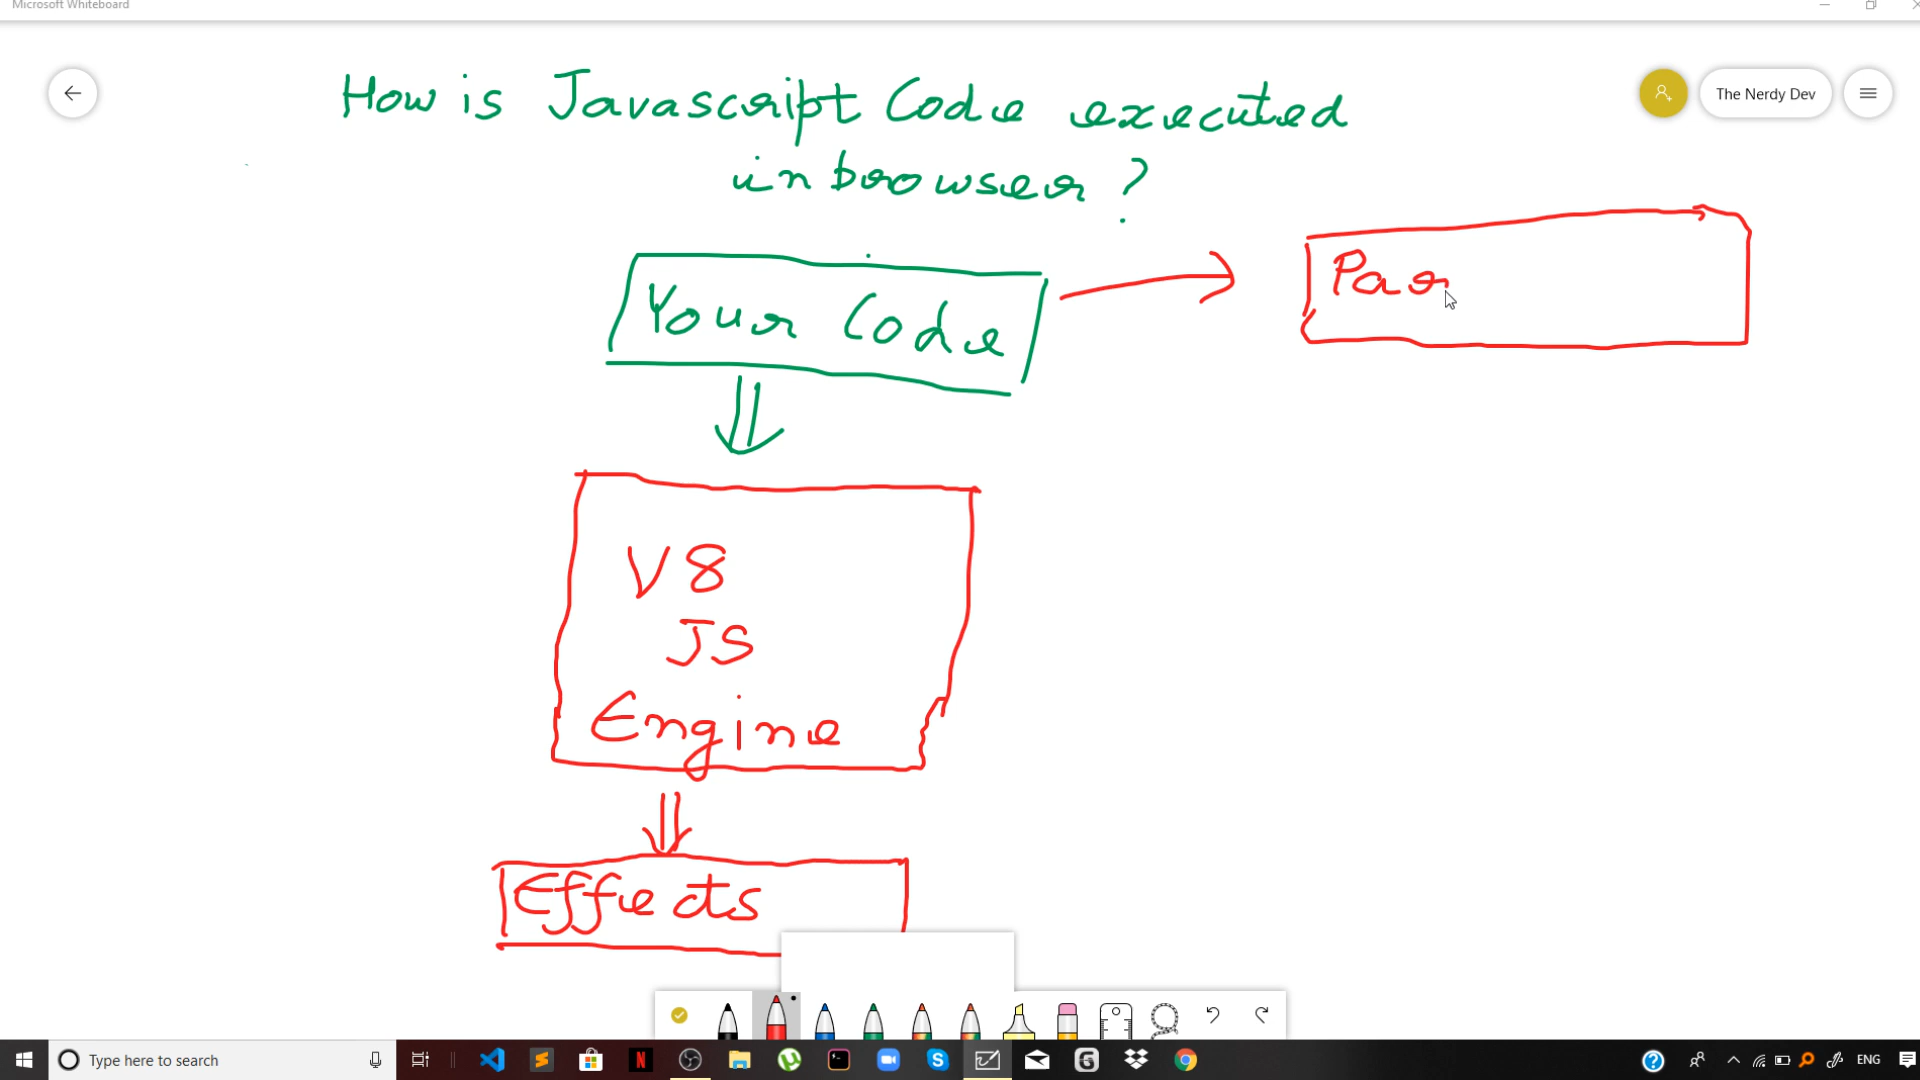 Microsoft Whiteboard
The Nerdy Dev
How is Javascript Code executed
in browser ?
Your Code
Par
V8
JS
Engine
Effects
Type here to search
ENG